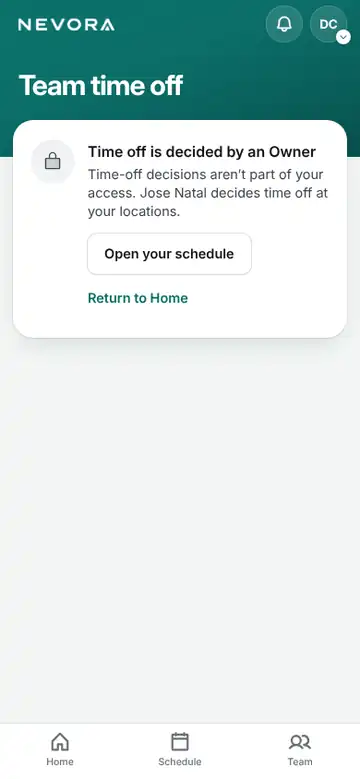 NEVORA
DC
Team time off
Time off is decided by an Owner
Time-off decisions aren’t part of your
access. Jose Natal decides time off at
your locations.
Open your schedule
Return to Home
Home
Schedule
Team